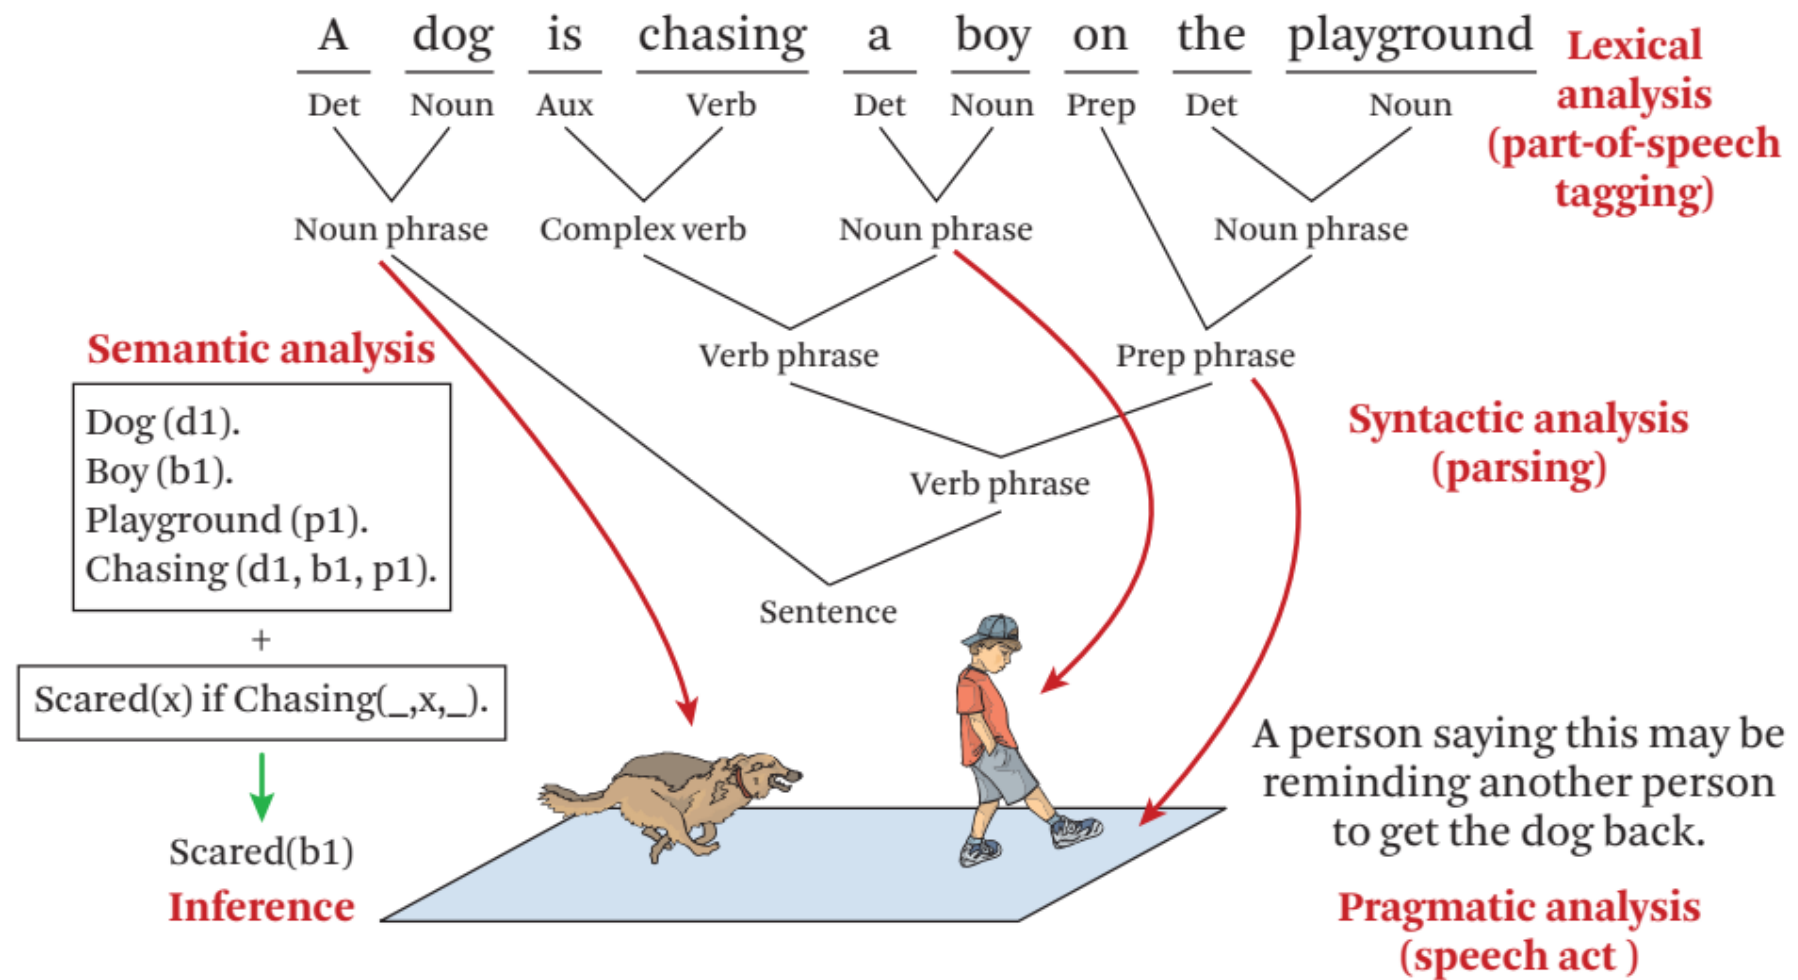 A dog is chasing a boy on the playground
Det Noun Aux Verb Det Noun Prep Det Noun
Lexical
analysis
(part-of-speech
tagging)
Noun phrase Complex verb Noun phrase Noun phrase
Semantic analysis
Verb phrase Prep phrase
Dog (d1).
Boy (b1).
Playground (p1).
Chasing (d1, b1, p1).
Syntactic analysis
(parsing)
Verb phrase
Sentence
+
Scared(x) if Chasing(_,x,_).
Scared(b1)
Inference
A person saying this may be
reminding another person
to get the dog back.
Pragmatic analysis
(speech act )